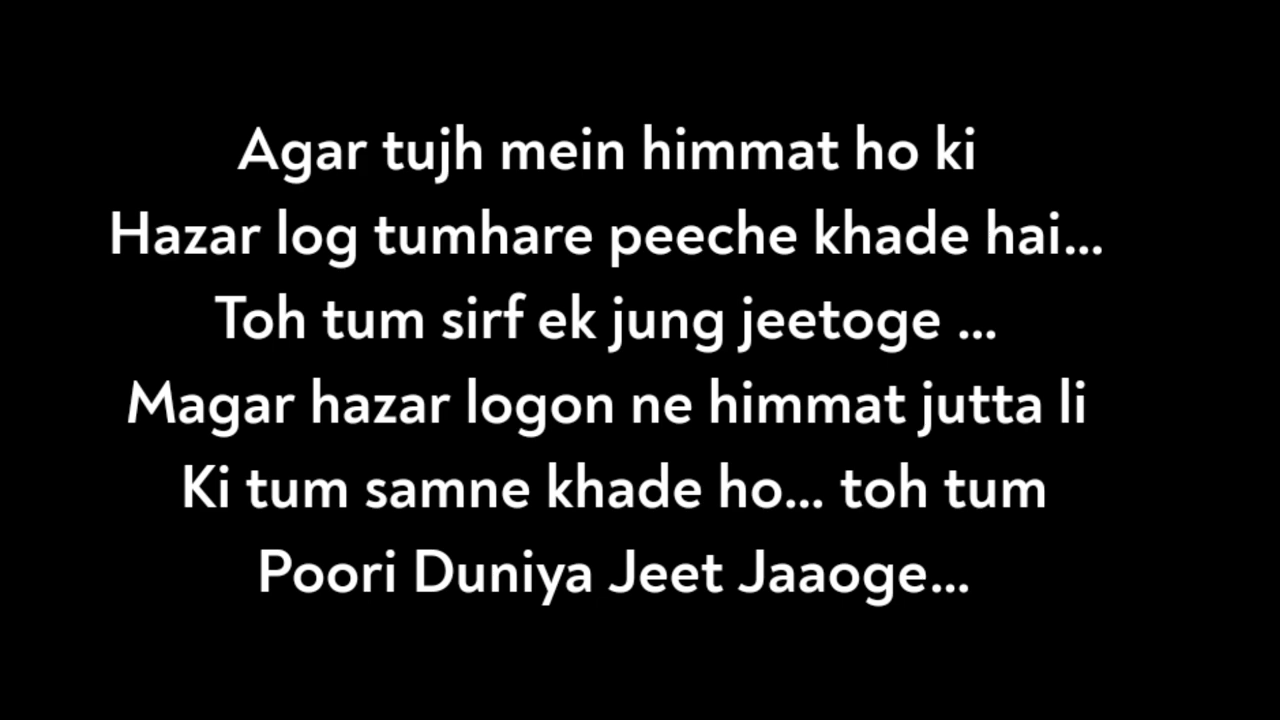 Agar tujh mein himmat ho ki
Hazar log tumhare peeche khade hai...
Toh tum sirf ek jung jeetoge ...
Magar hazar logon ne himmat jutta li
Ki tum samne khade ho... toh tum
Poori Duniya Jeet Jaaoge...